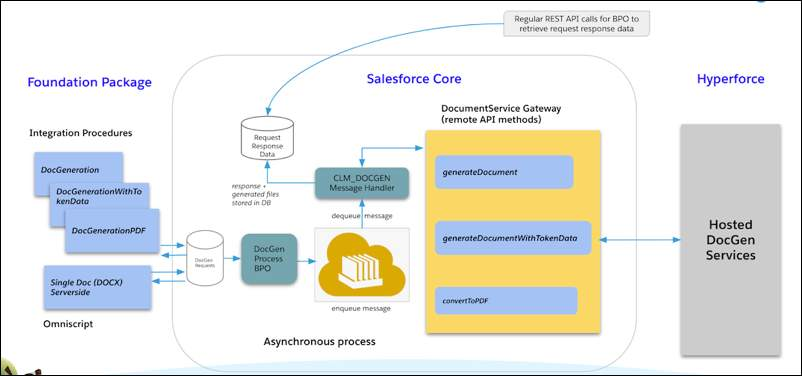 Regular REST API calls for BPO to
retrieve request response data
Foundation Package
Salesforce Core
Hyperforce
Integration Procedures
DocGeneration
DocGenerationWithTo
kenData
DocGenerationPDF
Single Doc (DOCX)
Serverside
Omniscript
DocGen
Requests
DocGen
Process
BPO
Request
Response
Data
response +
generated files
stored in DB
CLM_DOCGEN
Message Handler
dequeue message
enqueue message
Asynchronous process
DocumentService Gateway
(remote API methods)
generateDocument
generateDocumentWithTokenData
convertToPDF
Hosted
DocGen
Services